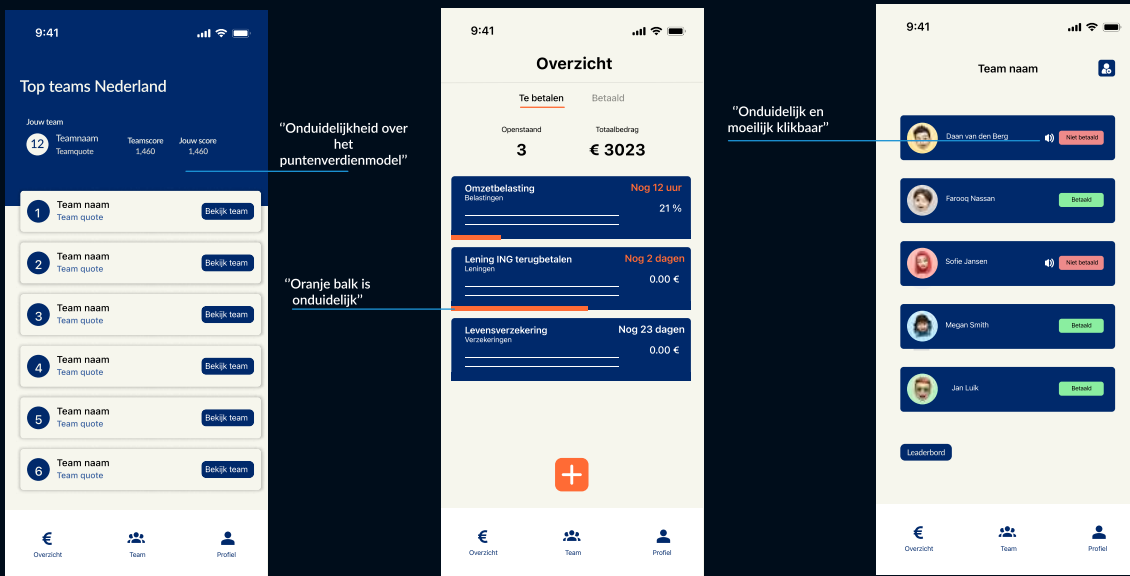 9:41
Top teams Nederland
Jouw team
12
Teamnaam
Teamquote
Teamscore
1,460
Jouw score
1,460
1
Team naam
Team quote
Bekijk team
2
Team naam
Team quote
Bekijk team
3
Team naam
Team quote
Bekijk team
4
Team naam
Team quote
Bekijk team
5
Team naam
Team quote
Bekijk team
6
Team naam
Team quote
Bekijk team
€
Overzicht
Team
Profiel
‘’Onduidelijkheid over
het
puntenverdienmodel’’
‘’Oranje balk is
onduidelijk’’
9:41
Overzicht
Te betalen
Betaald
Openstaand
3
Totaalbedrag
€ 3023
Omzetbelasting
Belastingen
Nog 12 uur
21 %
Lening ING terugbetalen
Leningen
Nog 2 dagen
0.00 €
Levensverzekering
Verzekeringen
Nog 23 dagen
0.00 €
+
€
Overzicht
Team
Profiel
‘’Onduidelijk en
moeilijk klikbaar’’
9:41
Team naam
Daan van den Berg
Niet betaald
Farooq Nassan
Betaald
Sofie Jansen
Niet betaald
Megan Smith
Betaald
Jan Luik
Betaald
Leaderbord
€
Overzicht
Team
Profiel